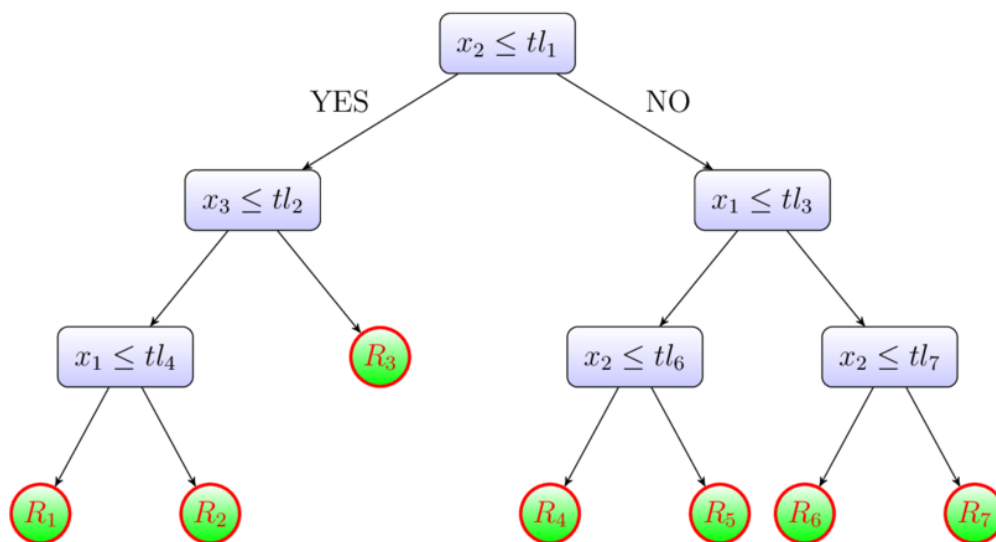 x₂ ≤ tl₁
YES NO
x₃ ≤ tl₂ x₁ ≤ tl₃
x₁ ≤ tl₄ R₃ x₂ ≤ tl₆ x₂ ≤ tl₇
R₁ R₂ R₄ R₅ R₆ R₇